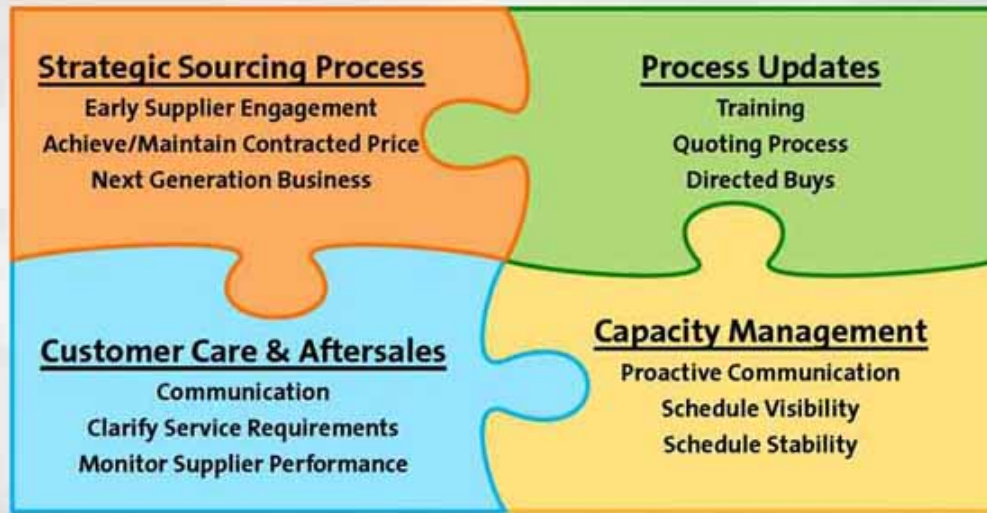 Strategic Sourcing Process
Early Supplier Engagement
Achieve/Maintain Contracted Price
Next Generation Business
Process Updates
Training
Quoting Process
Directed Buys
Customer Care & Aftersales
Communication
Clarify Service Requirements
Monitor Supplier Performance
Capacity Management
Proactive Communication
Schedule Visibility
Schedule Stability